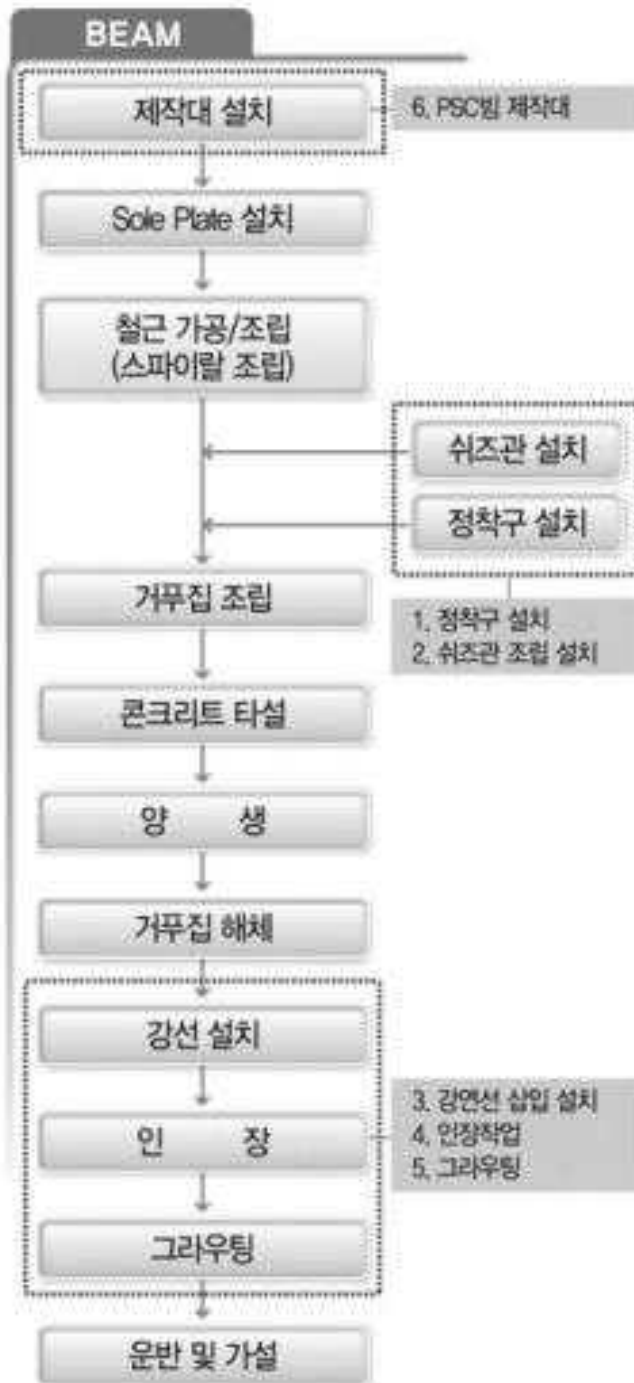 BEAM
제작대 설치
6. PSC빔 제작대
Sole Plate 설치
철근 가공/조립
(스파이랄 조립)
쉬즈관 설치
정착구 설치
1. 정착구 설치
2. 쉬즈관 조립 설치
거푸집 조립
콘크리트 타설
양 생
거푸집 해체
강선 설치
인 장
그라우팅
3. 강연선 삽입 설치
4. 인장작업
5. 그라우팅
운반 및 가설